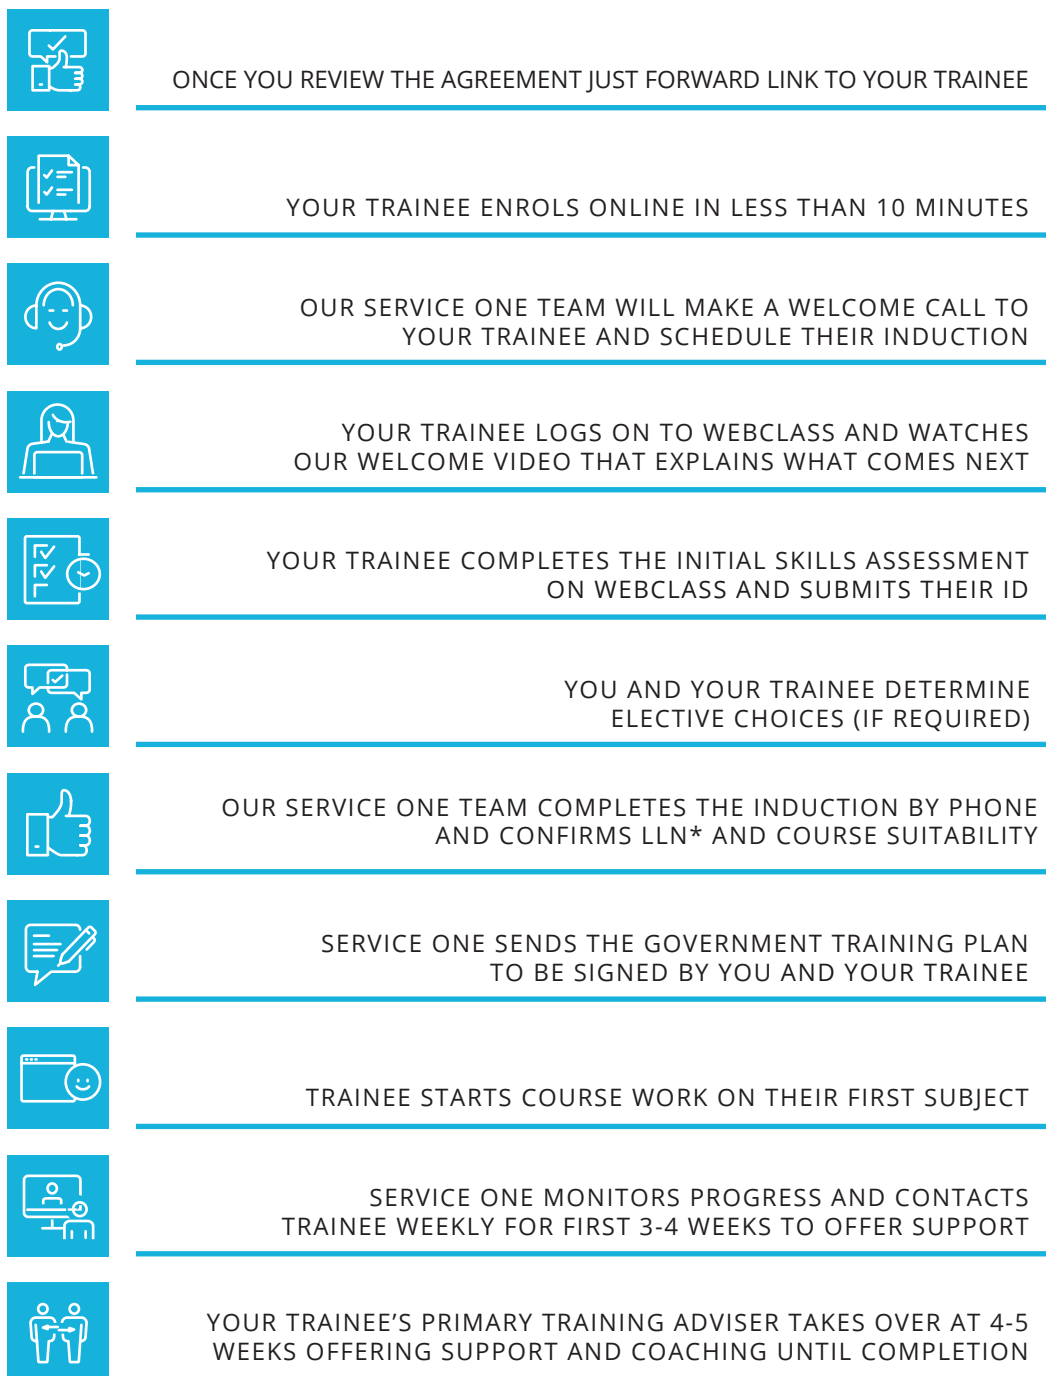 ONCE YOU REVIEW THE AGREEMENT JUST FORWARD LINK TO YOUR TRAINEE
YOUR TRAINEE ENROLS ONLINE IN LESS THAN 10 MINUTES
OUR SERVICE ONE TEAM WILL MAKE A WELCOME CALL TO
YOUR TRAINEE AND SCHEDULE THEIR INDUCTION
YOUR TRAINEE LOGS ON TO WEBCLASS AND WATCHES
OUR WELCOME VIDEO THAT EXPLAINS WHAT COMES NEXT
YOUR TRAINEE COMPLETES THE INITIAL SKILLS ASSESSMENT
ON WEBCLASS AND SUBMITS THEIR ID
YOU AND YOUR TRAINEE DETERMINE
ELECTIVE CHOICES (IF REQUIRED)
OUR SERVICE ONE TEAM COMPLETES THE INDUCTION BY PHONE
AND CONFIRMS LLN* AND COURSE SUITABILITY
SERVICE ONE SENDS THE GOVERNMENT TRAINING PLAN
TO BE SIGNED BY YOU AND YOUR TRAINEE
TRAINEE STARTS COURSE WORK ON THEIR FIRST SUBJECT
SERVICE ONE MONITORS PROGRESS AND CONTACTS
TRAINEE WEEKLY FOR FIRST 3-4 WEEKS TO OFFER SUPPORT
YOUR TRAINEE’S PRIMARY TRAINING ADVISER TAKES OVER AT 4-5
WEEKS OFFERING SUPPORT AND COACHING UNTIL COMPLETION